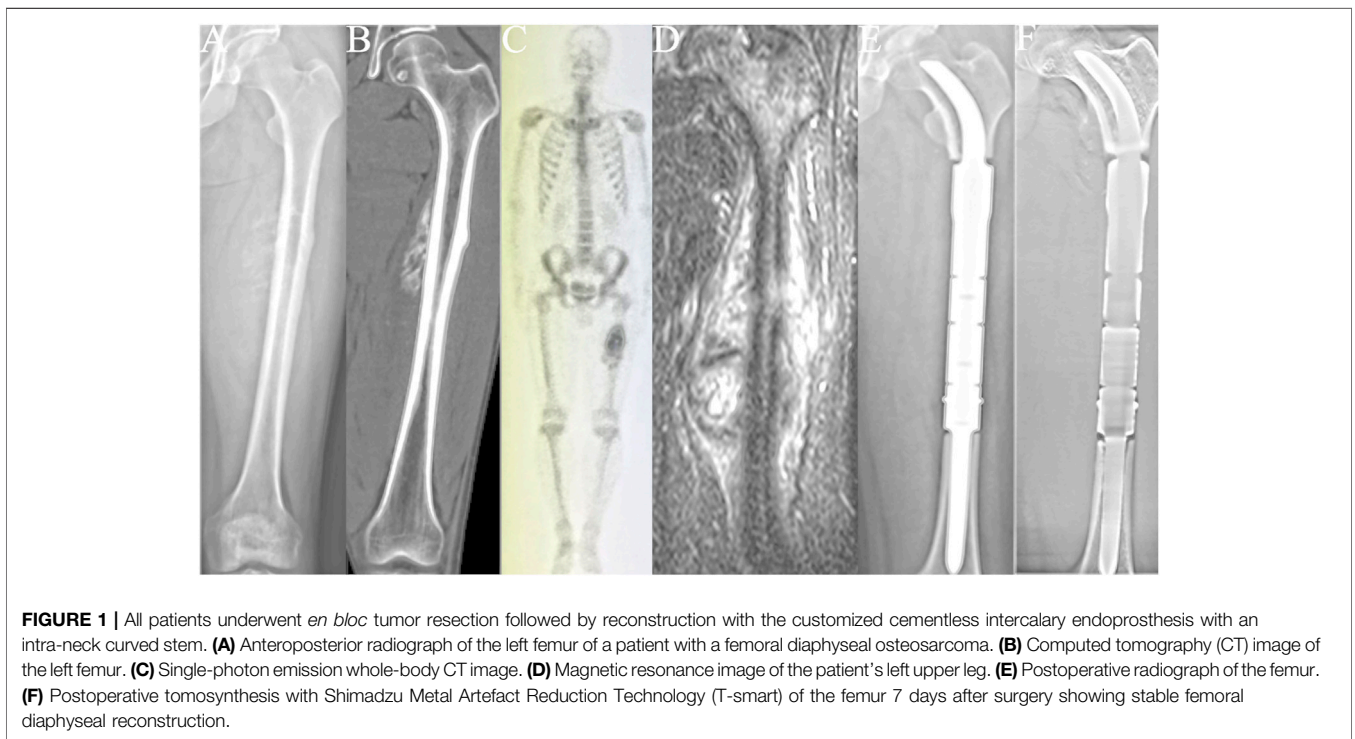 A B C D E F
FIGURE 1 | All patients underwent en bloc tumor resection followed by reconstruction with the customized cementless intercalary endoprosthesis with an
intra-neck curved stem. (A) Anteroposterior radiograph of the left femur of a patient with a femoral diaphyseal osteosarcoma. (B) Computed tomography (CT) image of
the left femur. (C) Single-photon emission whole-body CT image. (D) Magnetic resonance image of the patient's left upper leg. (E) Postoperative radiograph of the femur.
(F) Postoperative tomosynthesis with Shimadzu Metal Artefact Reduction Technology (T-smart) of the femur 7 days after surgery showing stable femoral
diaphyseal reconstruction.